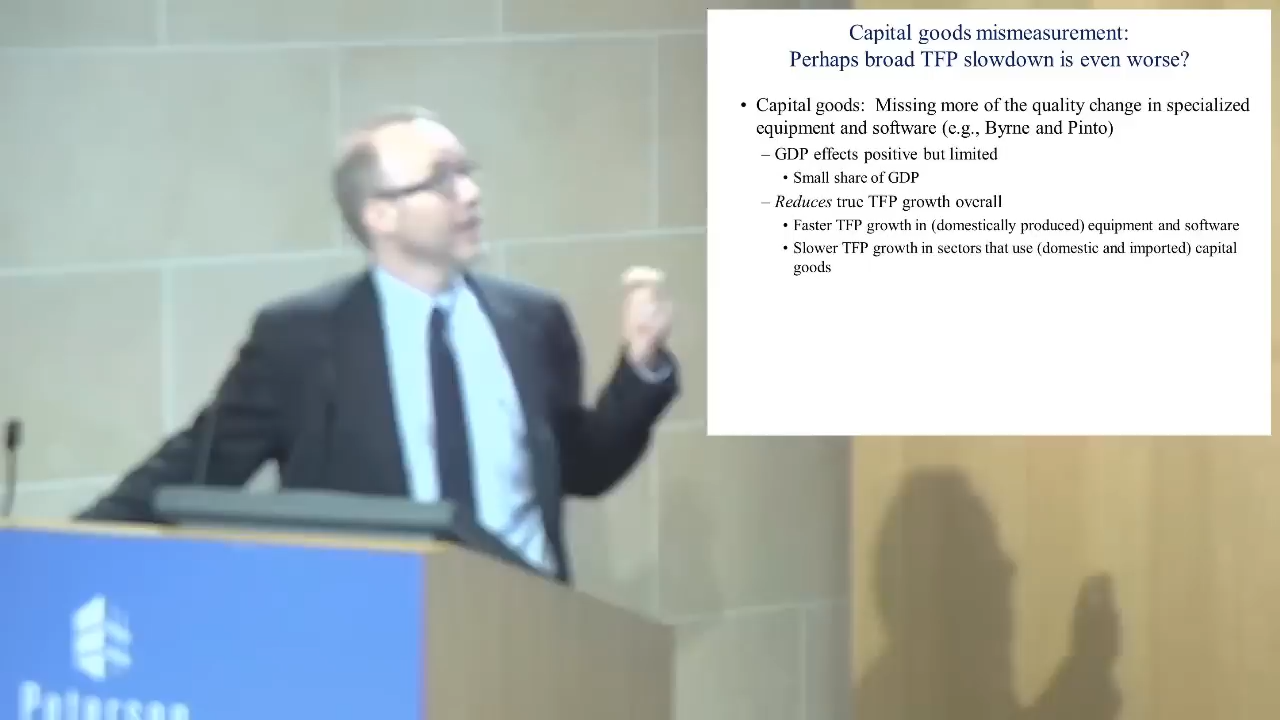 Capital goods mismeasurement:
Perhaps broad TFP slowdown is even worse?
• Capital goods: Missing more of the quality change in specialized
equipment and software (e.g., Byrne and Pinto)
– GDP effects positive but limited
• Small share of GDP
– Reduces true TFP growth overall
• Faster TFP growth in (domestically produced) equipment and software
• Slower TFP growth in sectors that use (domestic and imported) capital
goods
Peterson